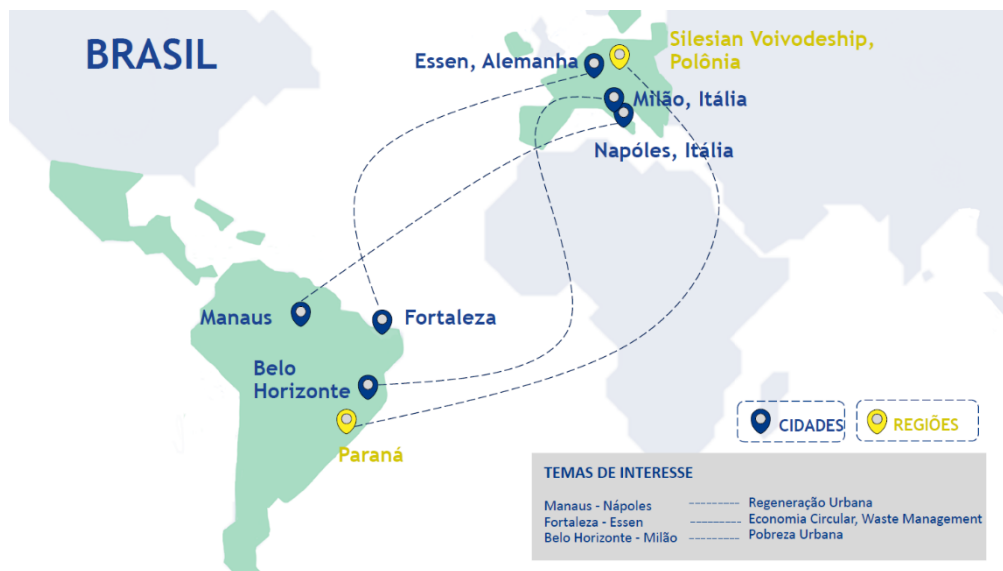 BRASIL
Silesian Voivodeship,
Polônia
Essen, Alemanha
Milão, Itália
Napóles, Itália
Manaus
Fortaleza
Belo
Horizonte
Paraná
CIDADES
REGIÕES
TEMAS DE INTERESSE
Manaus - Nápoles ---------- Regeneração Urbana
Fortaleza - Essen ---------- Economia Circular, Waste Management
Belo Horizonte - Milão ---------- Pobreza Urbana